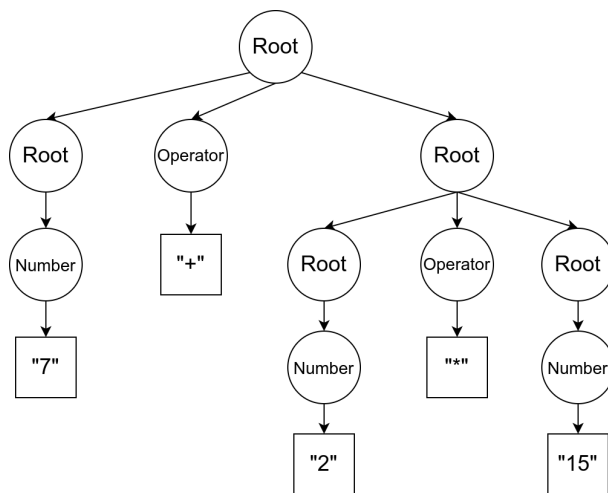 Root
Root
Operator
Root
Number
"+"
Root
Operator
Root
"7"
Number
"*"
Number
"2"
"15"